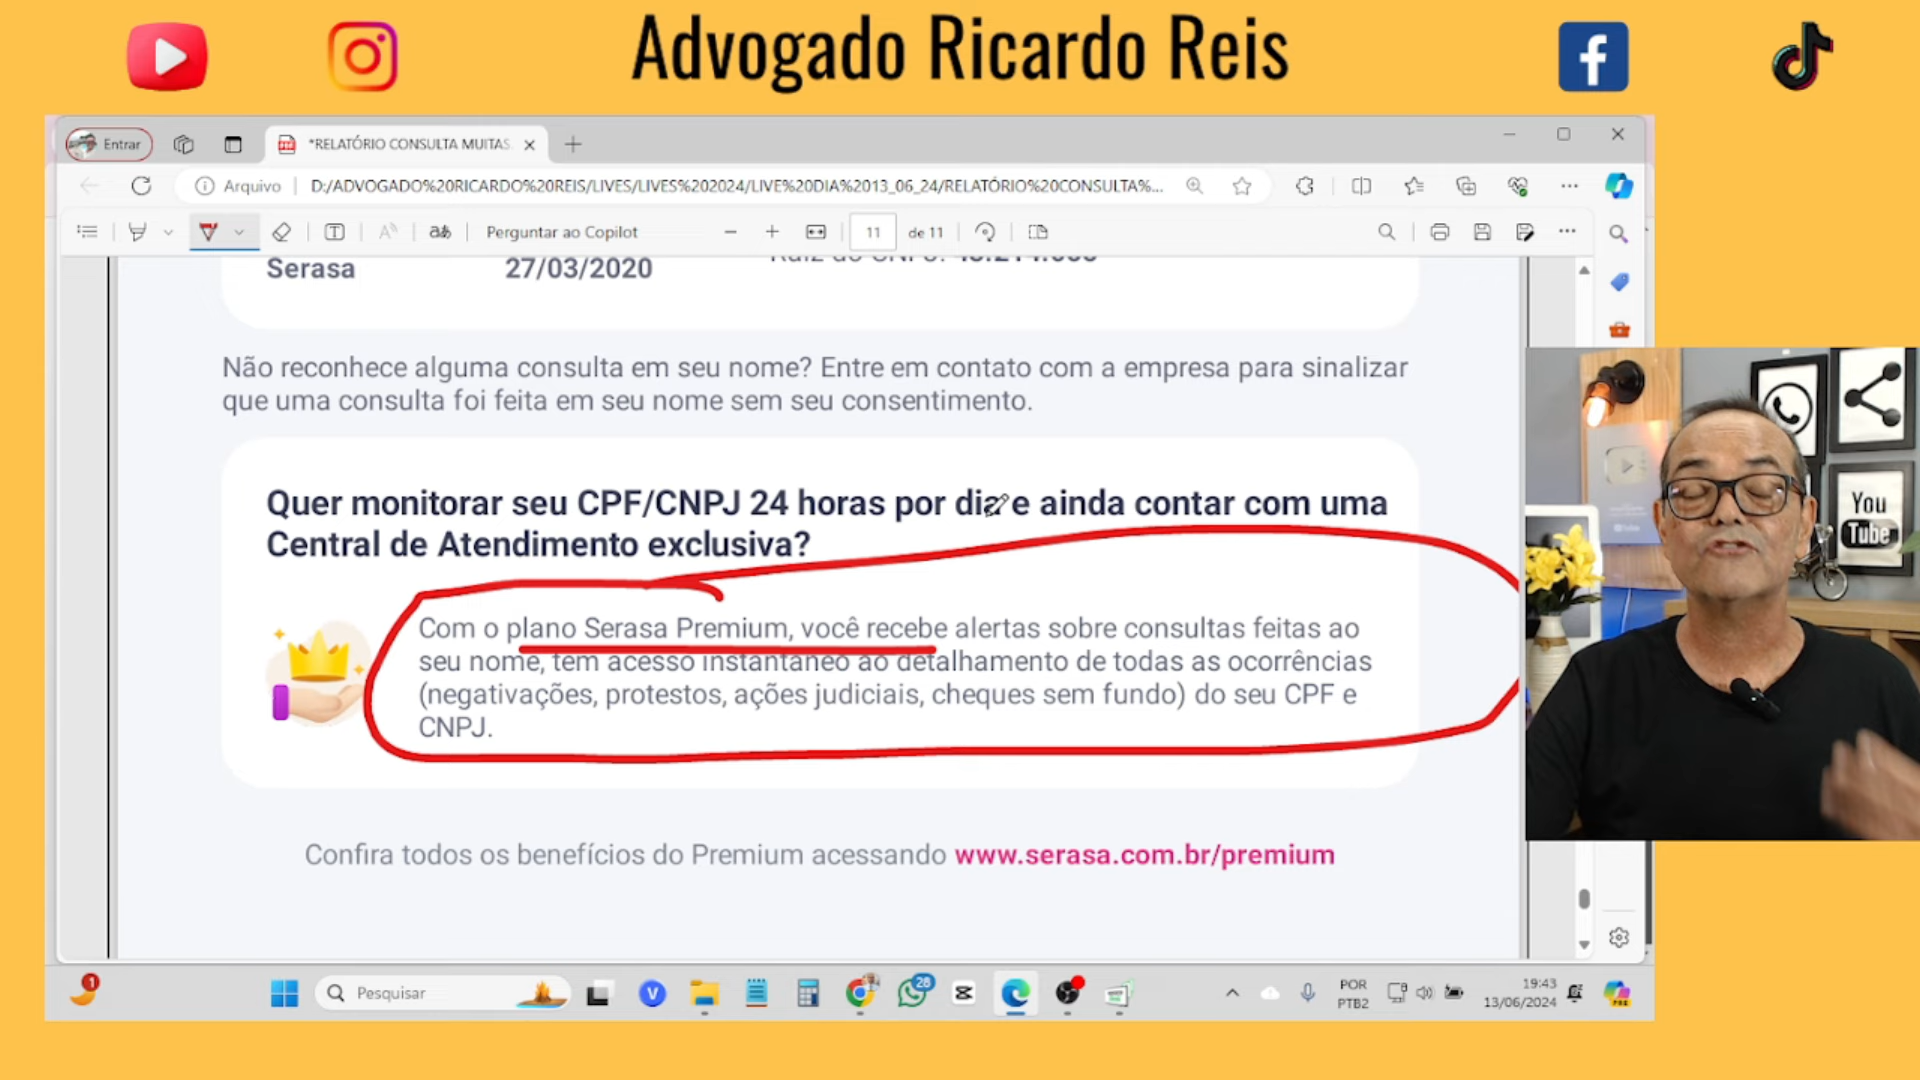 Advogado Ricardo Reis
Entrar
*RELATÓRIO CONSULTA MUITAS
Arquivo
D:/ADVOGADO%20RICARDO%20REIS/LIVES/LIVES%202024/LIVE%20DIA%2013_06_24/RELATÓRIO%20CONSULTA%...
Perguntar ao Copilot
11 de 11
Serasa
27/03/2020
Não reconhece alguma consulta em seu nome? Entre em contato com a empresa para sinalizar
que uma consulta foi feita em seu nome sem seu consentimento.
Quer monitorar seu CPF/CNPJ 24 horas por dia e ainda contar com uma
Central de Atendimento exclusiva?
Com o plano Serasa Premium, você recebe alertas sobre consultas feitas ao
seu nome, tem acesso instantâneo ao detalhamento de todas as ocorrências
(negativações, protestos, ações judiciais, cheques sem fundo) do seu CPF e
CNPJ.
Confira todos os benefícios do Premium acessando www.serasa.com.br/premium
You
Tube
1
Pesquisar
V
28
POR
PTB2
19:43
13/06/2024